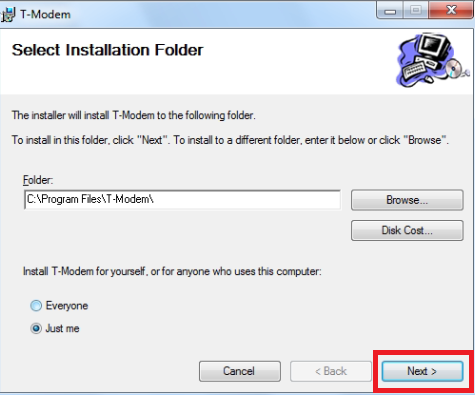 T-Modem
Select Installation Folder
The installer will install T-Modem to the following folder.
To install in this folder, click "Next". To install to a different folder, enter it below or click "Browse".
Folder:
C:\Program Files\T-Modem\
Browse...
Disk Cost...
Install T-Modem for yourself, or for anyone who uses this computer:
Everyone
Just me
Cancel
< Back
Next >